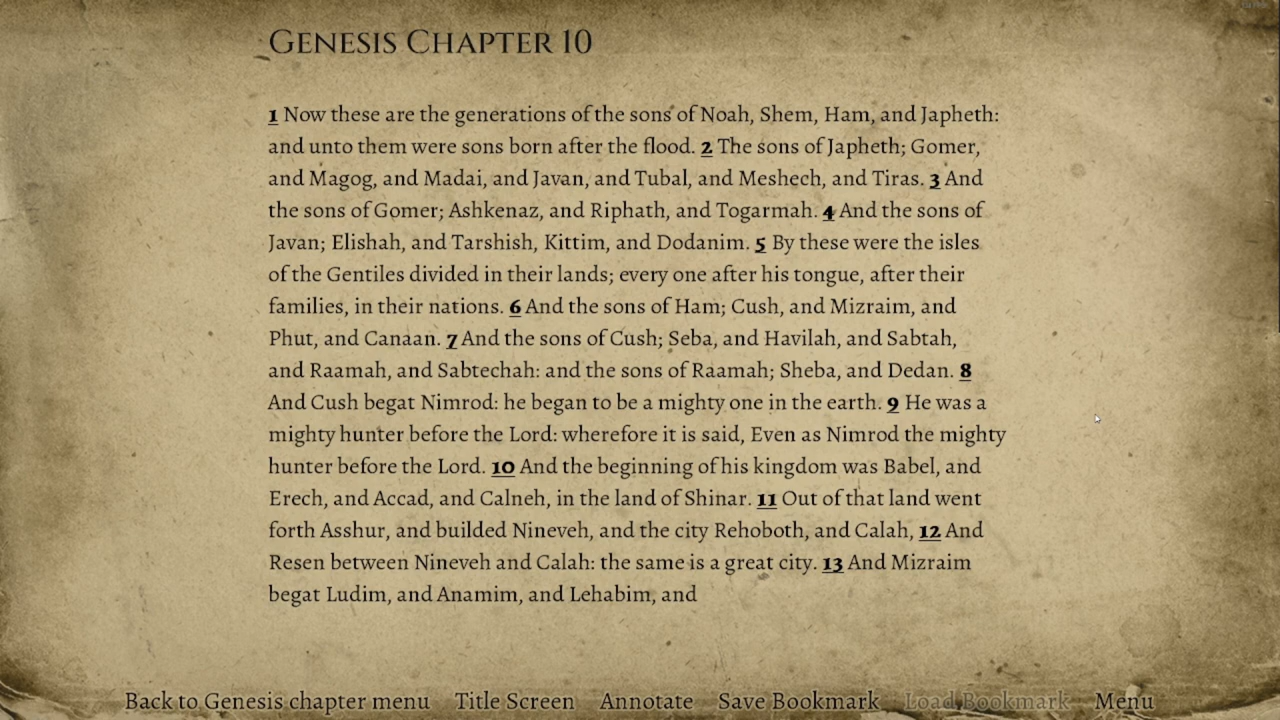 Genesis Chapter 10
1 Now these are the generations of the sons of Noah, Shem, Ham, and Japheth:
and unto them were sons born after the flood. 2 The sons of Japheth; Gomer,
and Magog, and Madai, and Javan, and Tubal, and Meshech, and Tiras. 3 And
the sons of Gomer; Ashkenaz, and Riphath, and Togarmah. 4 And the sons of
Javan; Elishah, and Tarshish, Kittim, and Dodanim. 5 By these were the isles
of the Gentiles divided in their lands; every one after his tongue, after their
families, in their nations. 6 And the sons of Ham; Cush, and Mizraim, and
Phut, and Canaan. 7 And the sons of Cush; Seba, and Havilah, and Sabtah,
and Raamah, and Sabtechah: and the sons of Raamah; Sheba, and Dedan. 8
And Cush begat Nimrod: he began to be a mighty one in the earth. 9 He was a
mighty hunter before the Lord: wherefore it is said, Even as Nimrod the mighty
hunter before the Lord. 10 And the beginning of his kingdom was Babel, and
Erech, and Accad, and Calneh, in the land of Shinar. 11 Out of that land went
forth Asshur, and builded Nineveh, and the city Rehoboth, and Calah, 12 And
Resen between Nineveh and Calah: the same is a great city. 13 And Mizraim
begat Ludim, and Anamim, and Lehabim, and
Back to Genesis chapter menu Title Screen Annotate Save Bookmark Load Bookmark Menu